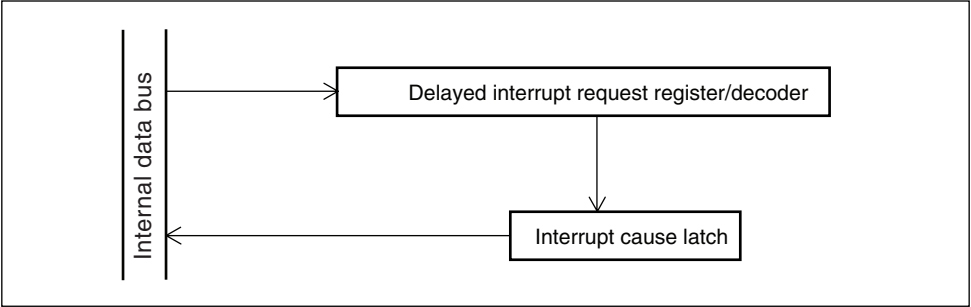 Internal data bus
Delayed interrupt request register/decoder
Interrupt cause latch